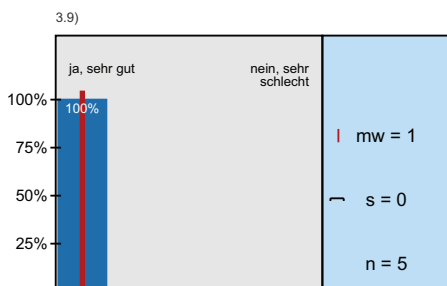 3.9)
ja, sehr gut
nein, sehr
schlecht
100%
100%
75%
mw = 1
50%
s = 0
25%
n = 5